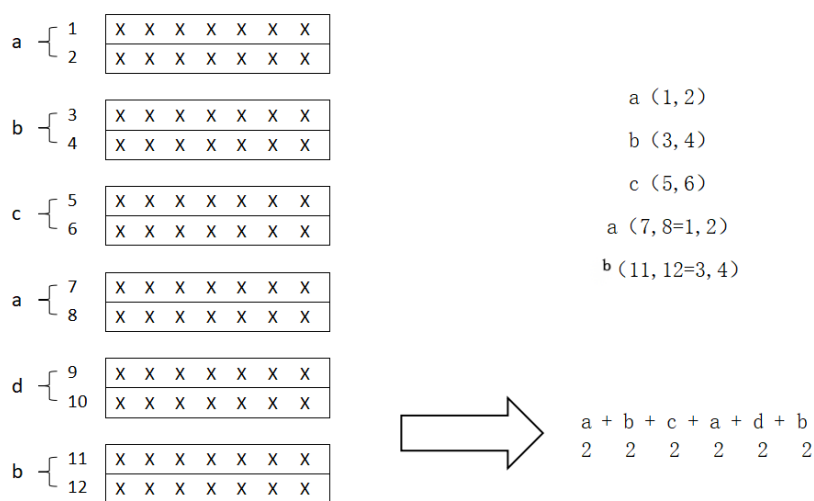 a 1 X X X X X X X
2 X X X X X X X
b 3 X X X X X X X
4 X X X X X X X
c 5 X X X X X X X
6 X X X X X X X
a 7 X X X X X X X
8 X X X X X X X
d 9 X X X X X X X
10 X X X X X X X
b 11 X X X X X X X
12 X X X X X X X
a (1,2)
b (3,4)
c (5,6)
a (7,8=1,2)
b (11,12=3,4)
a + b + c + a + d + b
2 2 2 2 2 2